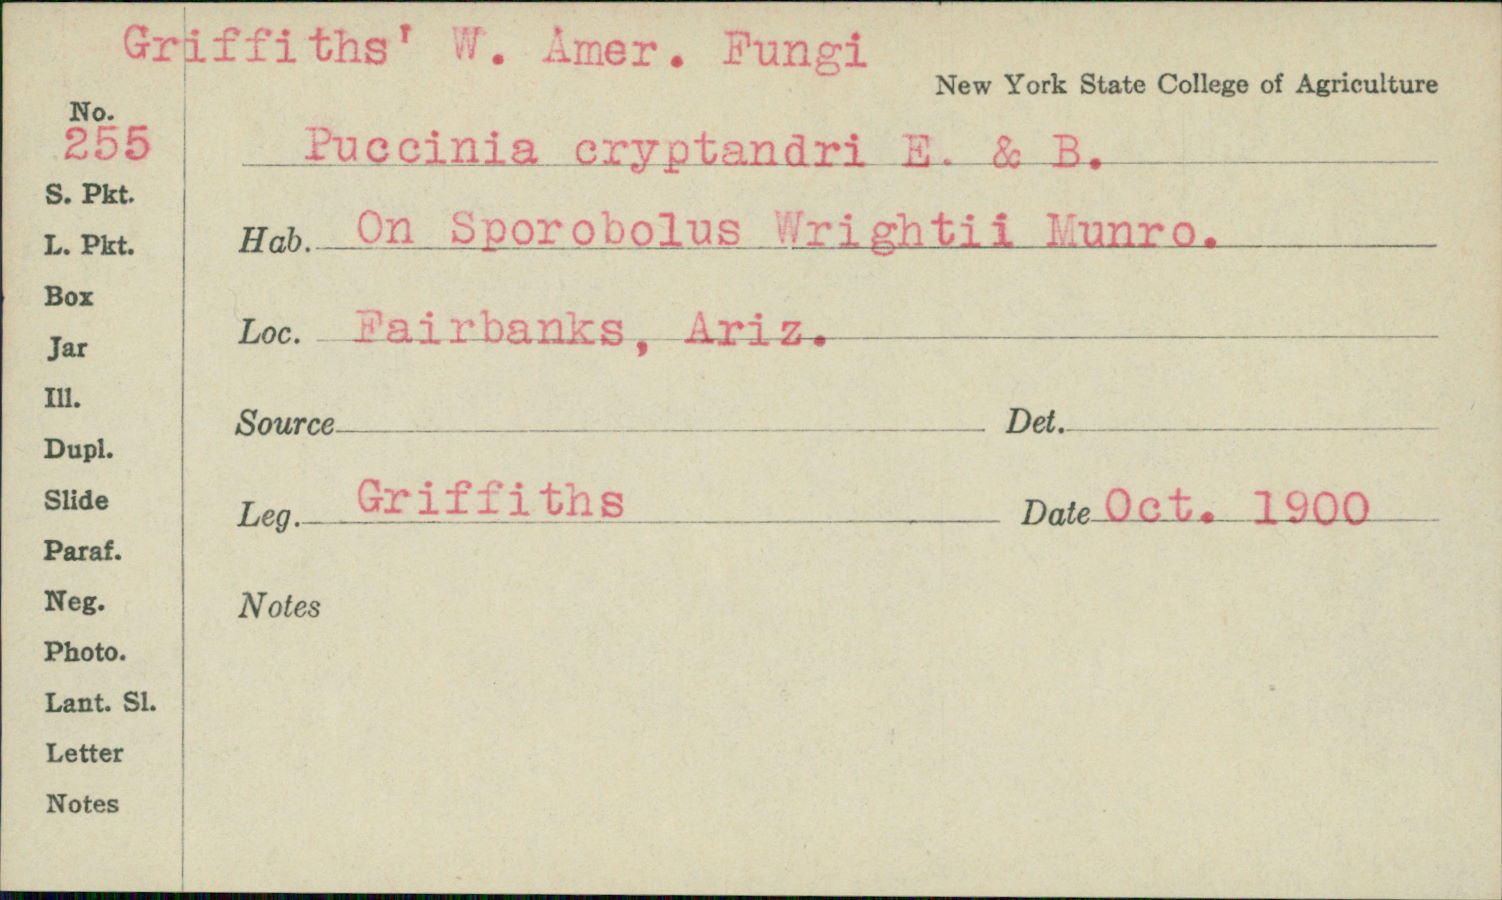 Griffiths' W. Amer. Fungi
New York State College of Agriculture
No.
255
Puccinia cryptandri E. & B.
S. Pkt.
L. Pkt.
Hab. On Sporobolus Wrightii Munro.
Box
Jar
Loc. Fairbanks, Ariz.
Ill.
Dupl.
Source Det.
Slide
Leg. Griffiths Date Oct. 1900
Paraf.
Neg.
Notes
Photo.
Lant. Sl.
Letter
Notes